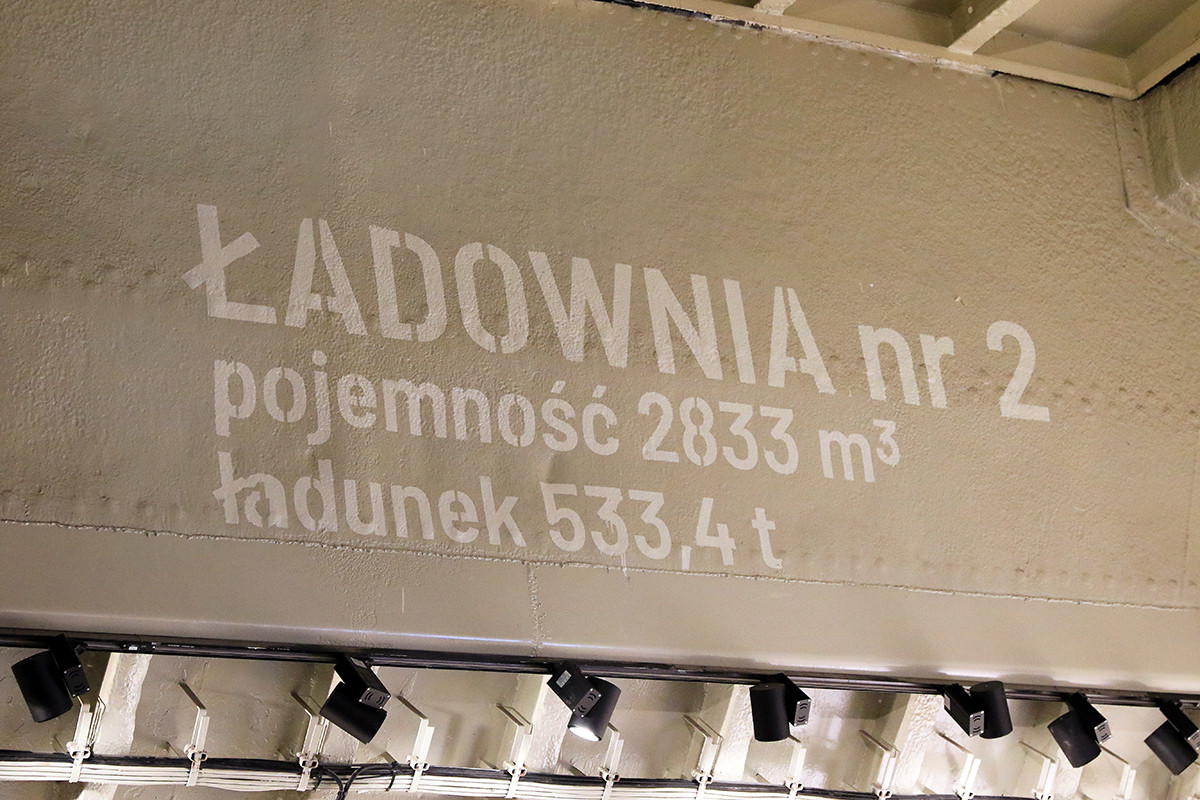 ŁADOWNIA nr 2
pojemność 2833 m³
ładunek 533,4 t